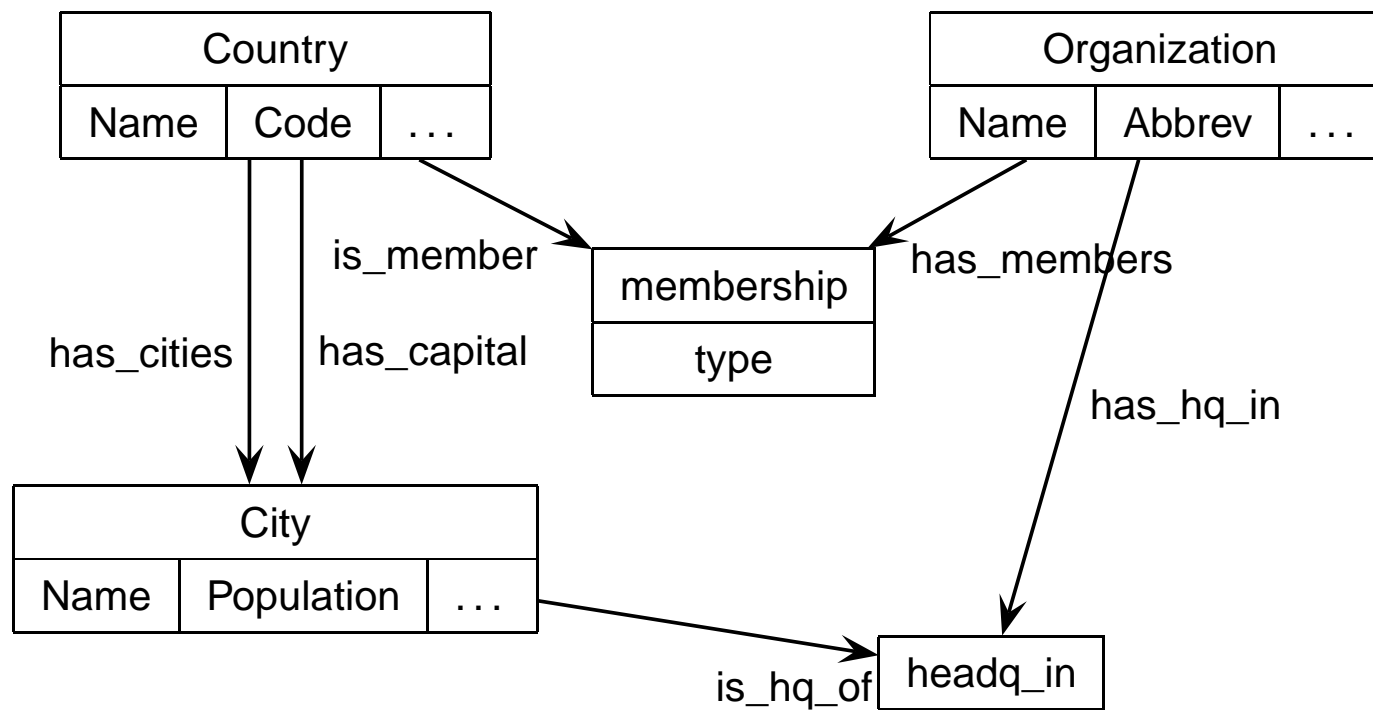 Country
Organization
Name Code ...
Name Abbrev ...
is_member
has_members
membership
has_cities
has_capital
type
has_hq_in
City
Name Population ...
is_hq_of
headq_in